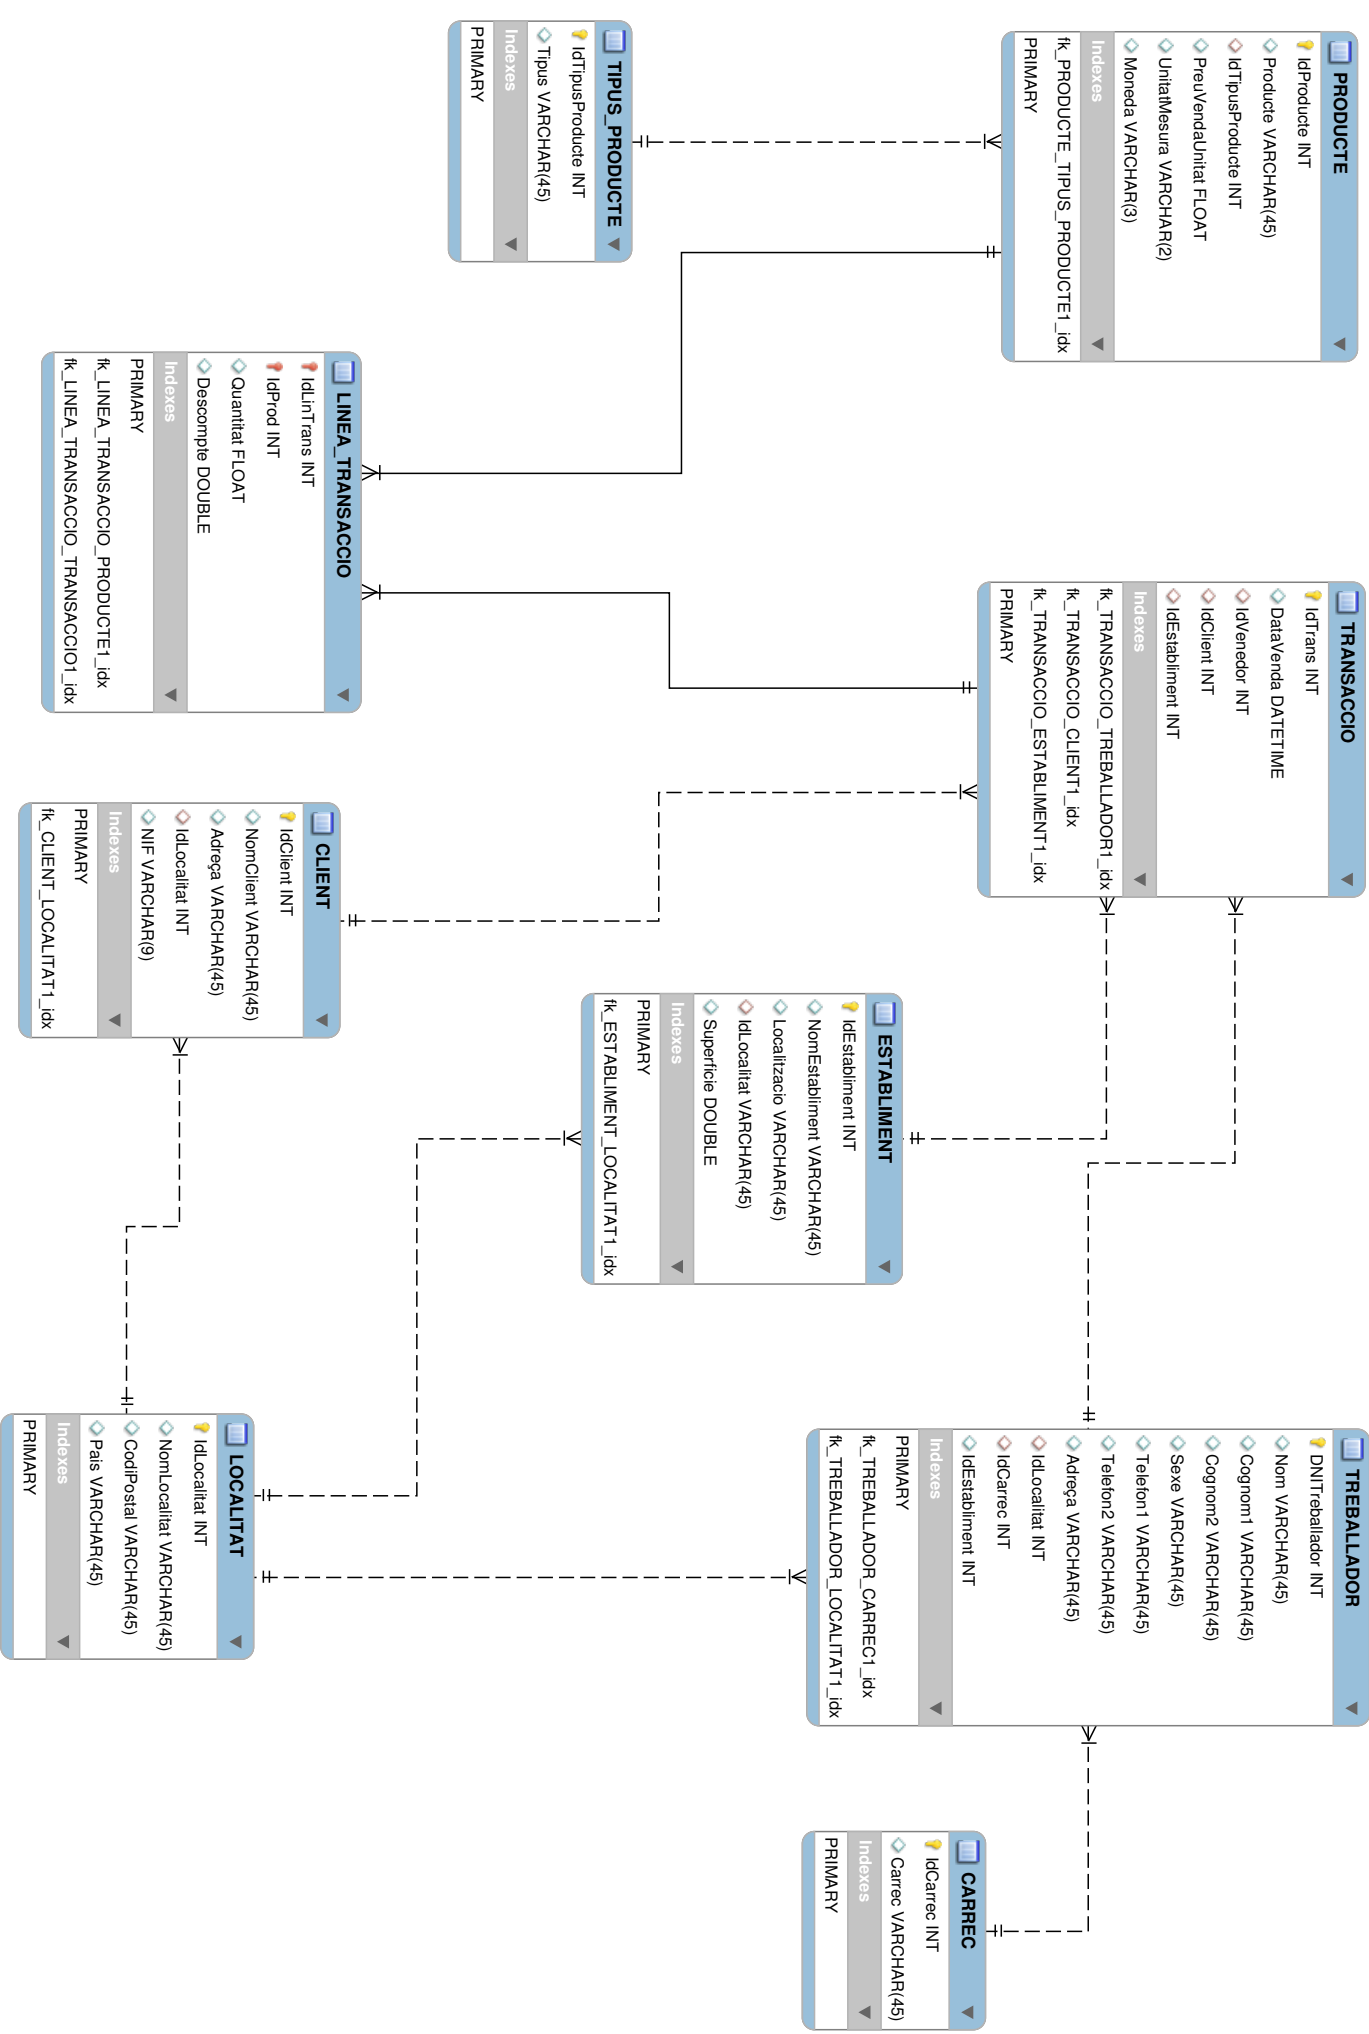 PRODUCTE
IdProducte INT
Producte VARCHAR(45)
IdTipusProducte INT
PreuVendaUnitat FLOAT
UnitatMesura VARCHAR(2)
Moneda VARCHAR(3)
Indexes
fk_PRODUCTE_TIPUS_PRODUCTE1_idx
PRIMARY
TRANSACCIO
IdTrans INT
DataVenda DATETIME
IdVenedor INT
IdClient INT
IdEstabliment INT
Indexes
fk_TRANSACCIO_TREBALLADOR1_idx
fk_TRANSACCIO_CLIENT1_idx
fk_TRANSACCIO_ESTABLIMENT1_idx
PRIMARY
TREBALLADOR
DNITreballador INT
Nom VARCHAR(45)
Cognom1 VARCHAR(45)
Cognom2 VARCHAR(45)
Sexe VARCHAR(45)
Telefon1 VARCHAR(45)
Telefon2 VARCHAR(45)
Adreça VARCHAR(45)
IdLocalitat INT
IdCarrec INT
IdEstabliment INT
Indexes
PRIMARY
fk_TREBALLADOR_CARREC1_idx
fk_TREBALLADOR_LOCALITAT1_idx
CARREC
IdCarrec INT
Carrec VARCHAR(45)
Indexes
PRIMARY
TIPUS_PRODUCTE
IdTipusProducte INT
Tipus VARCHAR(45)
Indexes
PRIMARY
ESTABLIMENT
IdEstabliment INT
NomEstabliment VARCHAR(45)
Localitzacio VARCHAR(45)
IdLocalitat VARCHAR(45)
Superficie DOUBLE
Indexes
PRIMARY
fk_ESTABLIMENT_LOCALITAT1_idx
LINEA_TRANSACCIO
IdLinTrans INT
IdProd INT
Quantitat FLOAT
Descompte DOUBLE
Indexes
PRIMARY
fk_LINEA_TRANSACCIO_PRODUCTE1_idx
fk_LINEA_TRANSACCIO_TRANSACCIO1_idx
CLIENT
IdClient INT
NomClient VARCHAR(45)
Adreça VARCHAR(45)
IdLocalitat INT
NIF VARCHAR(9)
Indexes
PRIMARY
fk_CLIENT_LOCALITAT1_idx
LOCALITAT
IdLocalitat INT
NomLocalitat VARCHAR(45)
CodiPostal VARCHAR(45)
Pais VARCHAR(45)
Indexes
PRIMARY